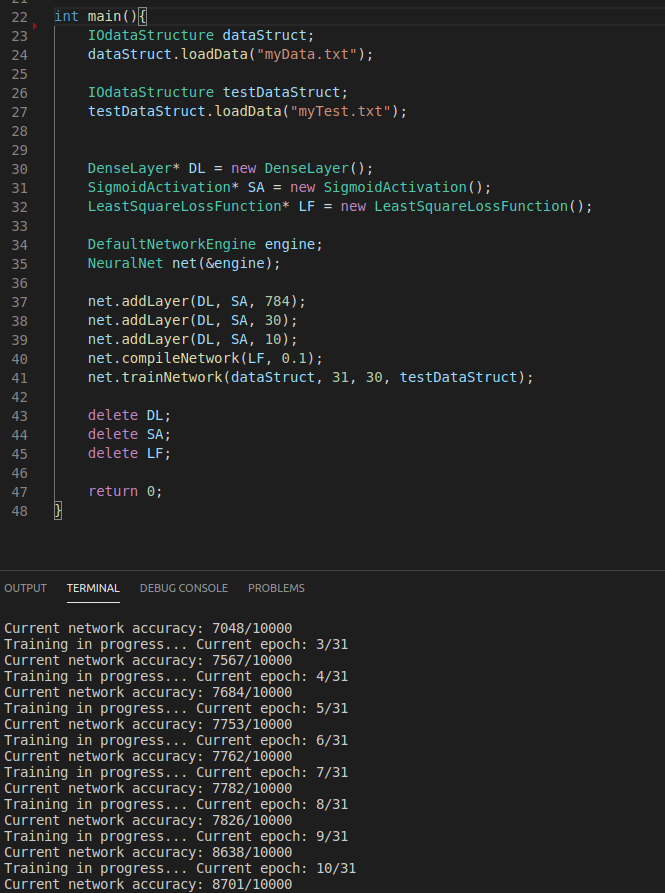 21
22 int main(){
23 IOdataStructure dataStruct;
24 dataStruct.loadData("myData.txt");
25
26 IOdataStructure testDataStruct;
27 testDataStruct.loadData("myTest.txt");
28
29
30 DenseLayer* DL = new DenseLayer();
31 SigmoidActivation* SA = new SigmoidActivation();
32 LeastSquareLossFunction* LF = new LeastSquareLossFunction();
33
34 DefaultNetworkEngine engine;
35 NeuralNet net(&engine);
36
37 net.addLayer(DL, SA, 784);
38 net.addLayer(DL, SA, 30);
39 net.addLayer(DL, SA, 10);
40 net.compileNetwork(LF, 0.1);
41 net.trainNetwork(dataStruct, 31, 30, testDataStruct);
42
43 delete DL;
44 delete SA;
45 delete LF;
46
47 return 0;
48 }
OUTPUT TERMINAL DEBUG CONSOLE PROBLEMS
Current network accuracy: 7048/10000
Training in progress... Current epoch: 3/31
Current network accuracy: 7567/10000
Training in progress... Current epoch: 4/31
Current network accuracy: 7684/10000
Training in progress... Current epoch: 5/31
Current network accuracy: 7753/10000
Training in progress... Current epoch: 6/31
Current network accuracy: 7762/10000
Training in progress... Current epoch: 7/31
Current network accuracy: 7782/10000
Training in progress... Current epoch: 8/31
Current network accuracy: 7826/10000
Training in progress... Current epoch: 9/31
Current network accuracy: 8638/10000
Training in progress... Current epoch: 10/31
Current network accuracy: 8701/10000